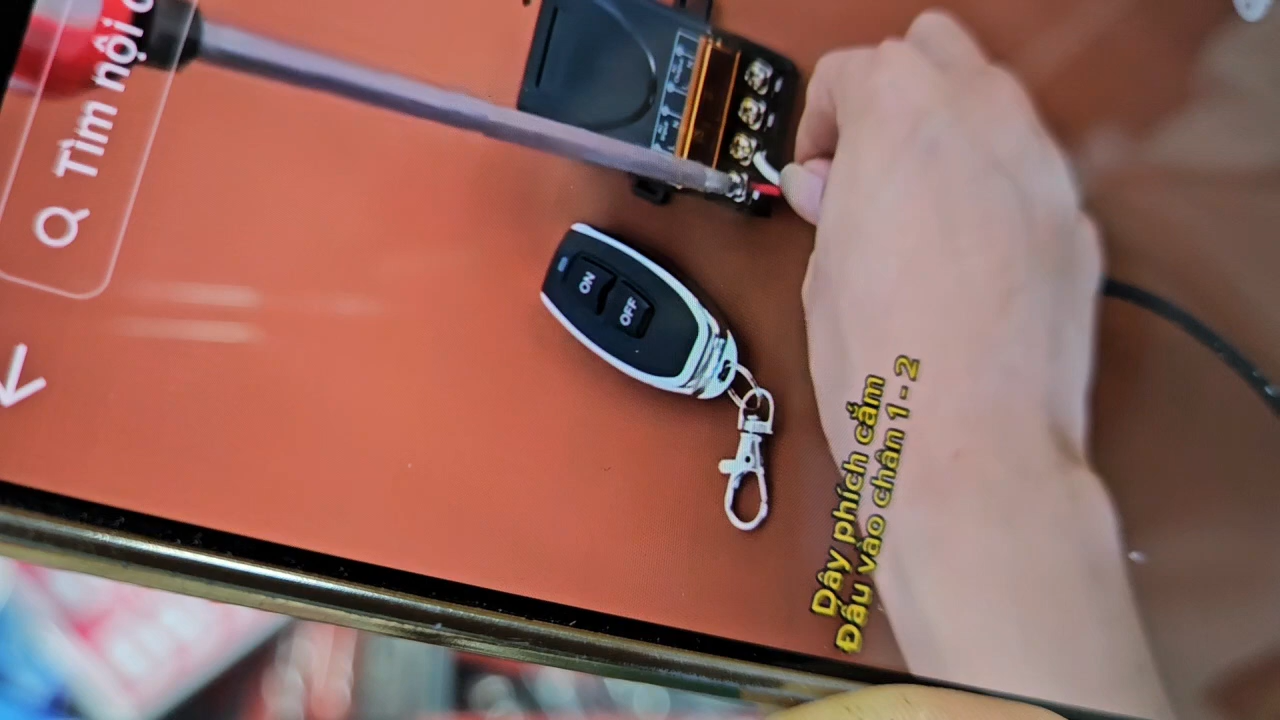 Tìm nội
ON
OFF
Dây phích cắm
Đấu vào chân 1 - 2